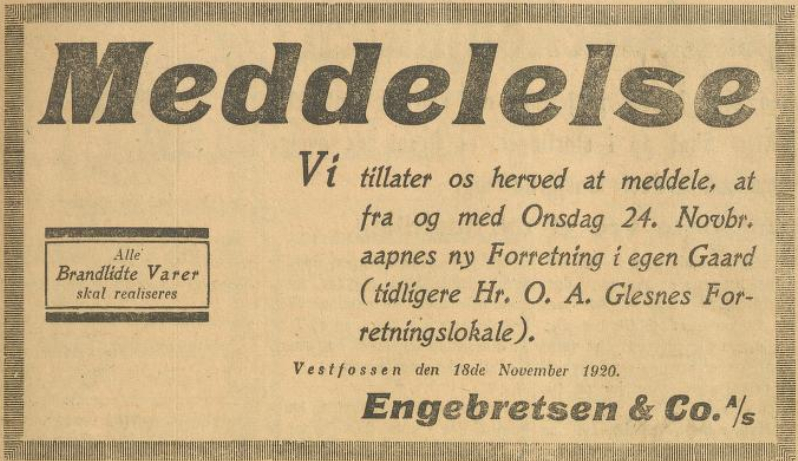 Meddelelse
Vi tillater os herved at meddele, at
fra og med Onsdag 24. Novbr.
aapnes ny Forretning i egen Gaard
(tidligere Hr. O. A. Glesnes For-
retningslokale).
Alle
Brandlidte Varer
skal realiseres
Vestfossen den 18de November 1920.
Engebretsen & Co. A/s